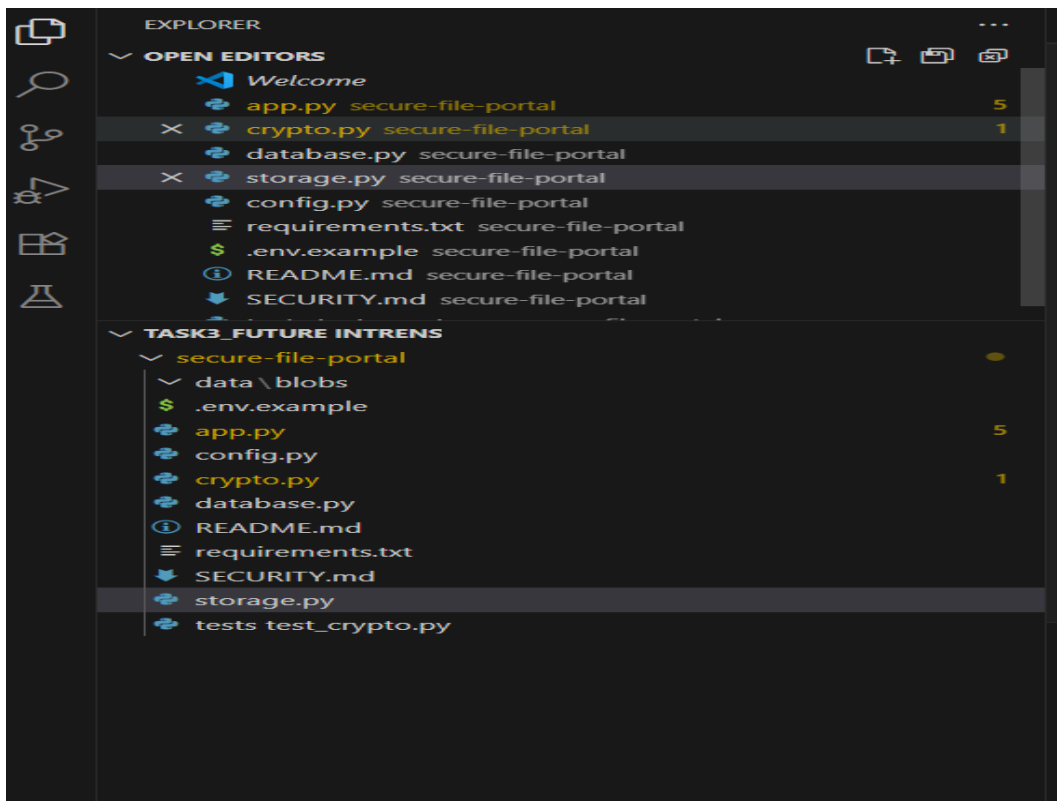 EXPLORER ...
OPEN EDITORS
Welcome
app.py secure-file-portal 5
crypto.py secure-file-portal 1
database.py secure-file-portal
storage.py secure-file-portal
config.py secure-file-portal
requirements.txt secure-file-portal
$ .env.example secure-file-portal
README.md secure-file-portal
SECURITY.md secure-file-portal
TASK3_FUTURE INTRENS
secure-file-portal
data\blobs
$ .env.example
app.py 5
config.py
crypto.py 1
database.py
README.md
requirements.txt
SECURITY.md
storage.py
tests test_crypto.py